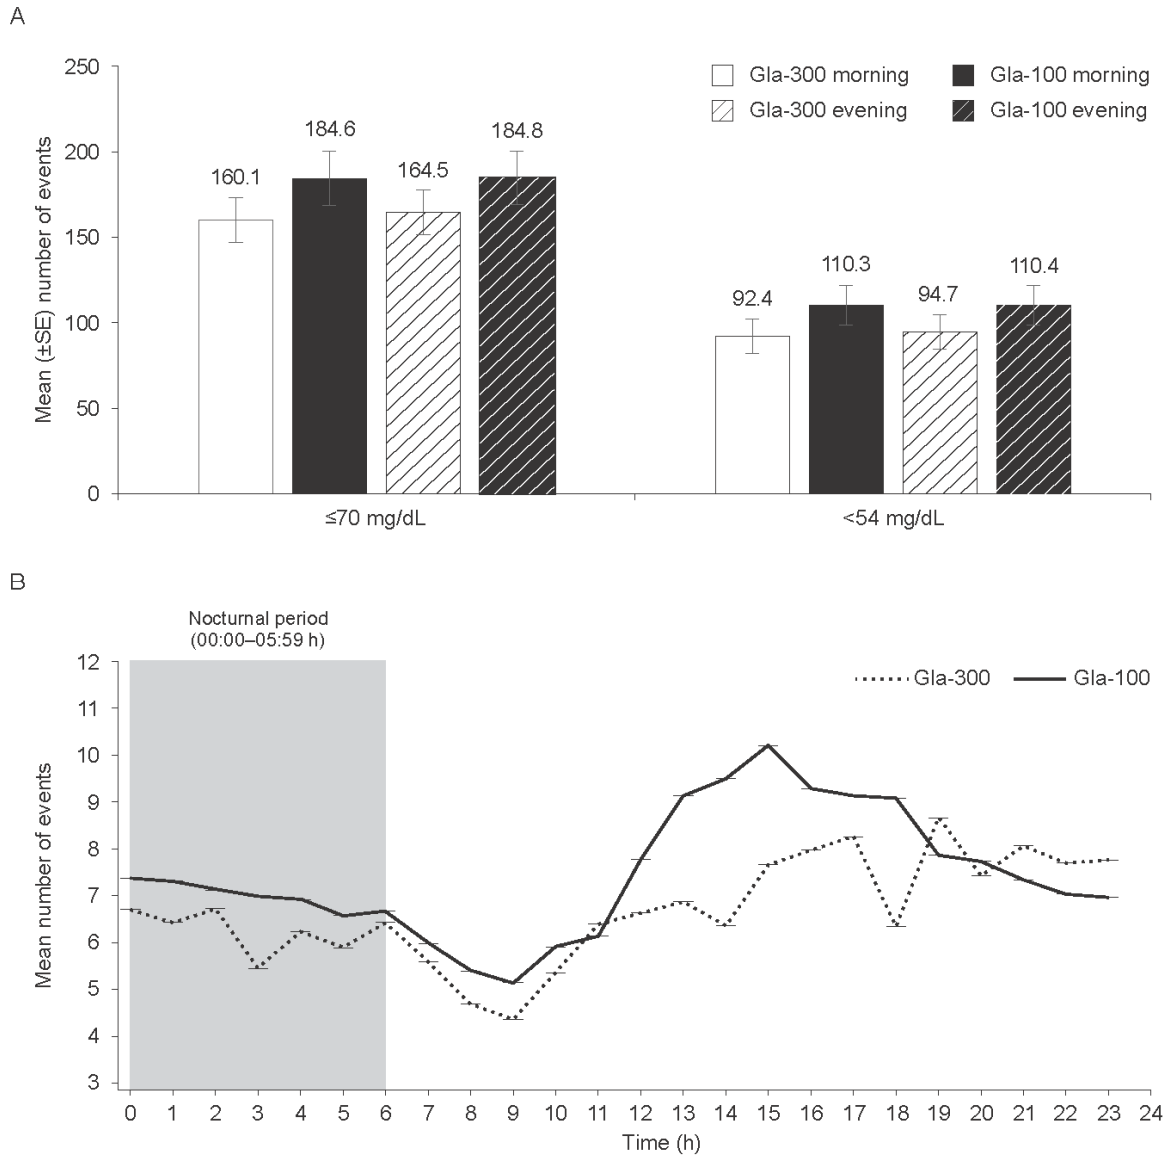 A
Mean (±SE) number of events
250
200
150
100
50
0
Gla-300 morning
Gla-100 morning
Gla-300 evening
Gla-100 evening
160.1
184.6
164.5
184.8
92.4
110.3
94.7
110.4
≤70 mg/dL
<54 mg/dL
B
Nocturnal period
(00:00–05:59 h)
Mean number of events
12
11
10
9
8
7
6
5
4
3
Gla-300
Gla-100
0 1 2 3 4 5 6 7 8 9 10 11 12 13 14 15 16 17 18 19 20 21 22 23 24
Time (h)